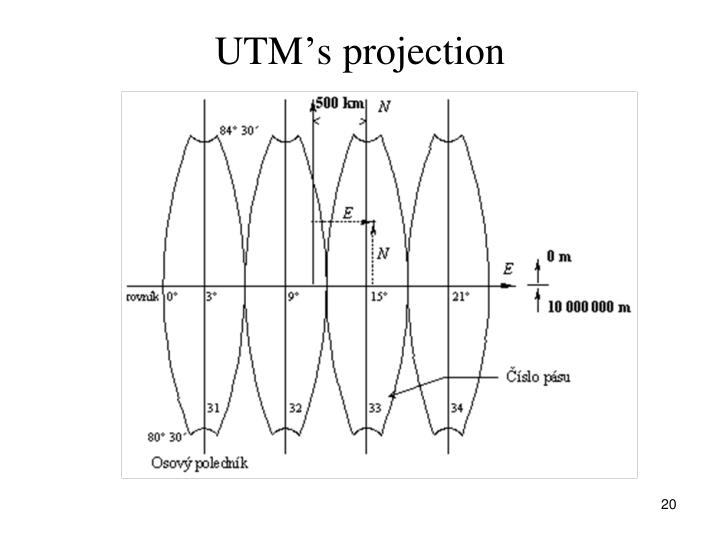 UTM’s projection
500 km
N
84° 30´
E
N
E
0 m
rovník 0° 3° 9° 15° 21°
10 000 000 m
Číslo pásu
31 32 33 34
80° 30´
Osový poledník
20